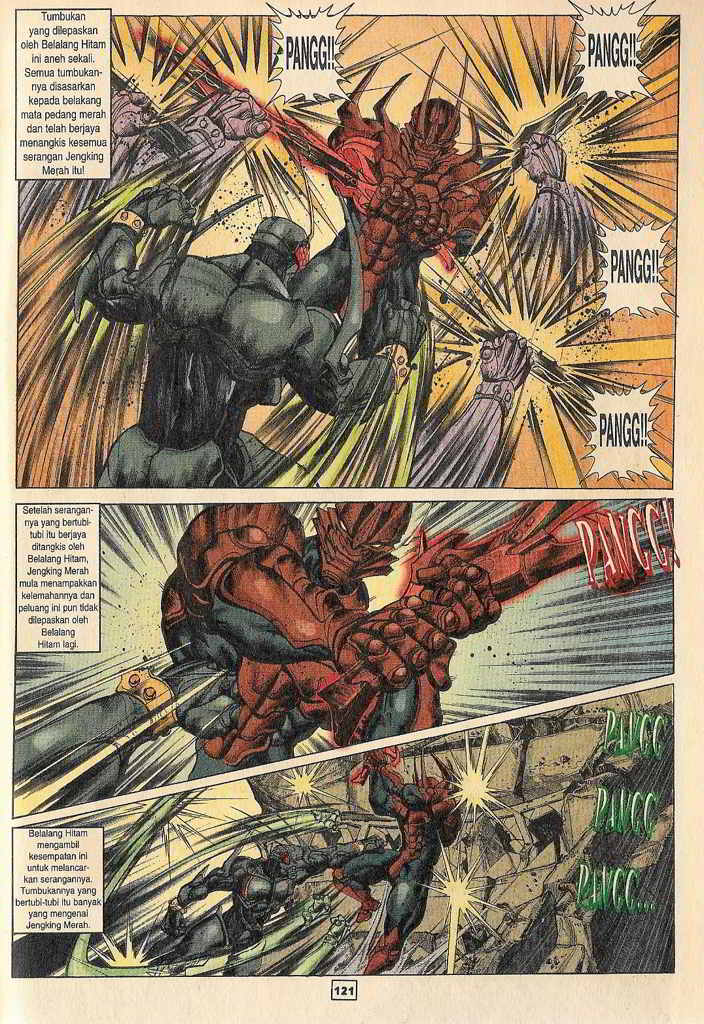 Tumbukan
yang dilepaskan
oleh Belalang Hitam
ini aneh sekali.
Semua tumbukan-
nya disasarkan
kepada belakang
mata pedang merah
dan telah berjaya
menangkis kesemua
serangan Jengking
Merah itu!
PANGG!!
PANGG!!
PANGG!!
PANGG!!
Setelah serangan-
nya yang bertubi-
tubi itu berjaya
ditangkis oleh
Belalang Hitam,
Jengking Merah
mula menampakkan
kelemahannya dan
peluang ini pun tidak
dilepaskan oleh
Belalang
Hitam lagi.
PANGG!
Belalang Hitam
mengambil
kesempatan ini
untuk melancar-
kan serangannya.
Tumbukannya yang
bertubi-tubi itu banyak
yang mengenai
Jengking Merah.
PANGG
PANGG
PANGG...
121